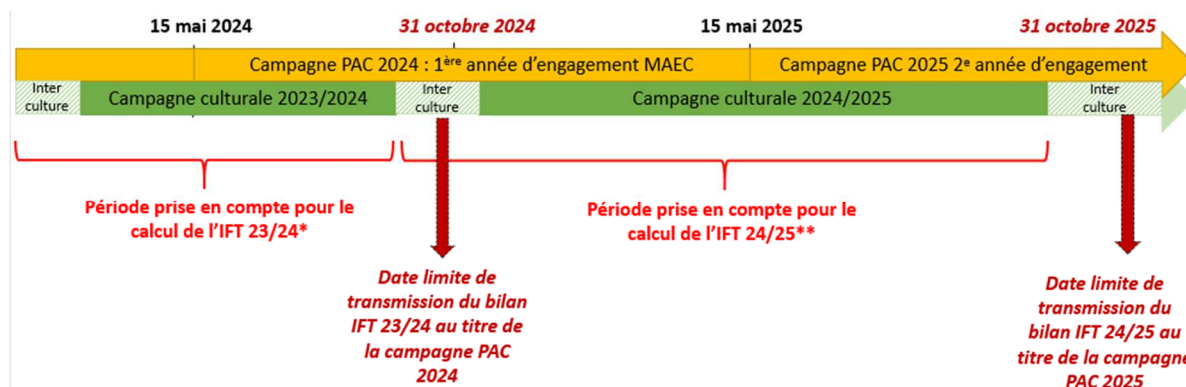 15 mai 2024
31 octobre 2024
15 mai 2025
31 octobre 2025
Campagne PAC 2024 : 1ère année d’engagement MAEC
Campagne PAC 2025 2e année d’engagement
Inter
culture
Campagne culturale 2023/2024
Inter
culture
Campagne culturale 2024/2025
Inter
culture
Période prise en compte pour le
calcul de l’IFT 23/24*
Période prise en compte pour le
calcul de l’IFT 24/25**
Date limite de
transmission du bilan
IFT 23/24 au titre de
la campagne PAC
2024
Date limite de
transmission du
bilan IFT 24/25 au
titre de la campagne
PAC 2025